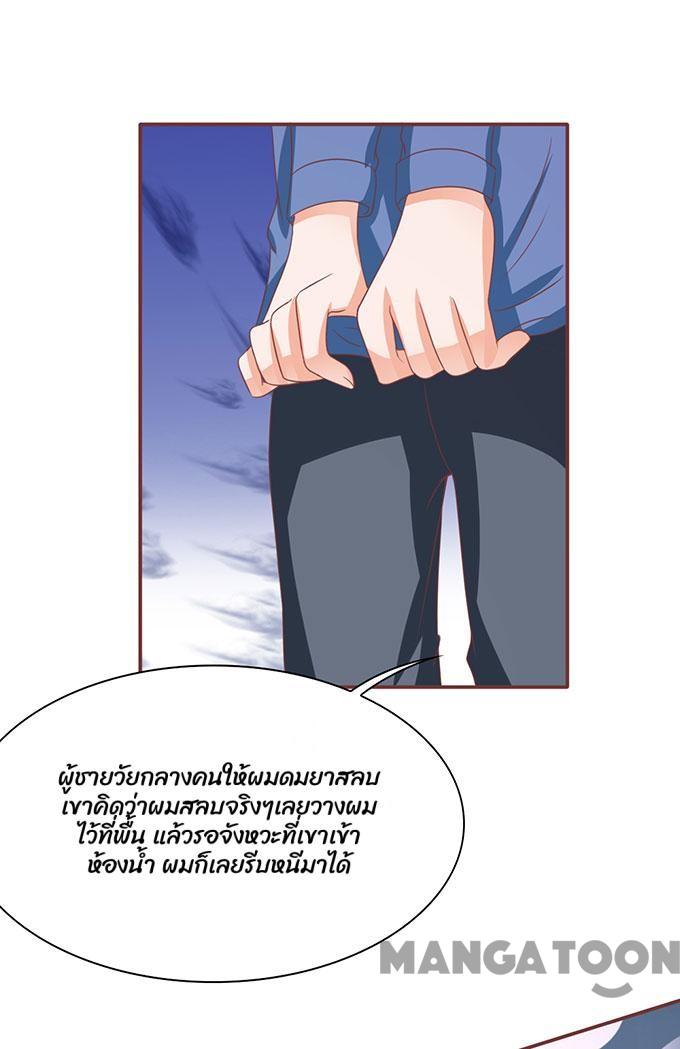 ผู้ชายวัยกลางคนให้ผมดมยาสลบ
เขาคิดว่าผมสลบจริงๆเลยวางผม
ไว้ที่พื้น แล้วรอจังหวะที่เขาเข้า
ห้องน้ำ ผมก็เลยรีบหนีมาได้
MANGATOON